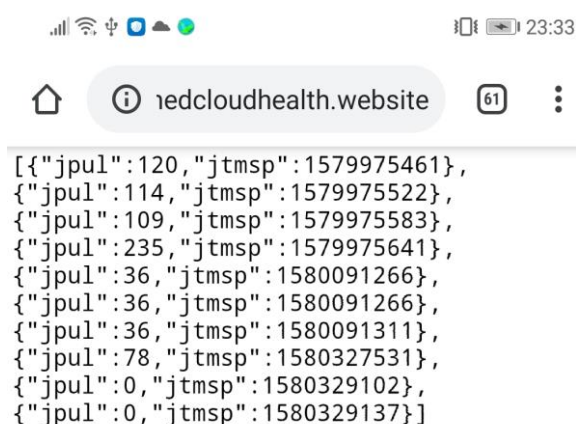 23:33
nedcloudhealth.website
61
[{"jpul":120,"jtmsp":1579975461},
{"jpul":114,"jtmsp":1579975522},
{"jpul":109,"jtmsp":1579975583},
{"jpul":235,"jtmsp":1579975641},
{"jpul":36,"jtmsp":1580091266},
{"jpul":36,"jtmsp":1580091266},
{"jpul":36,"jtmsp":1580091311},
{"jpul":78,"jtmsp":1580327531},
{"jpul":0,"jtmsp":1580329102},
{"jpul":0,"jtmsp":1580329137}]